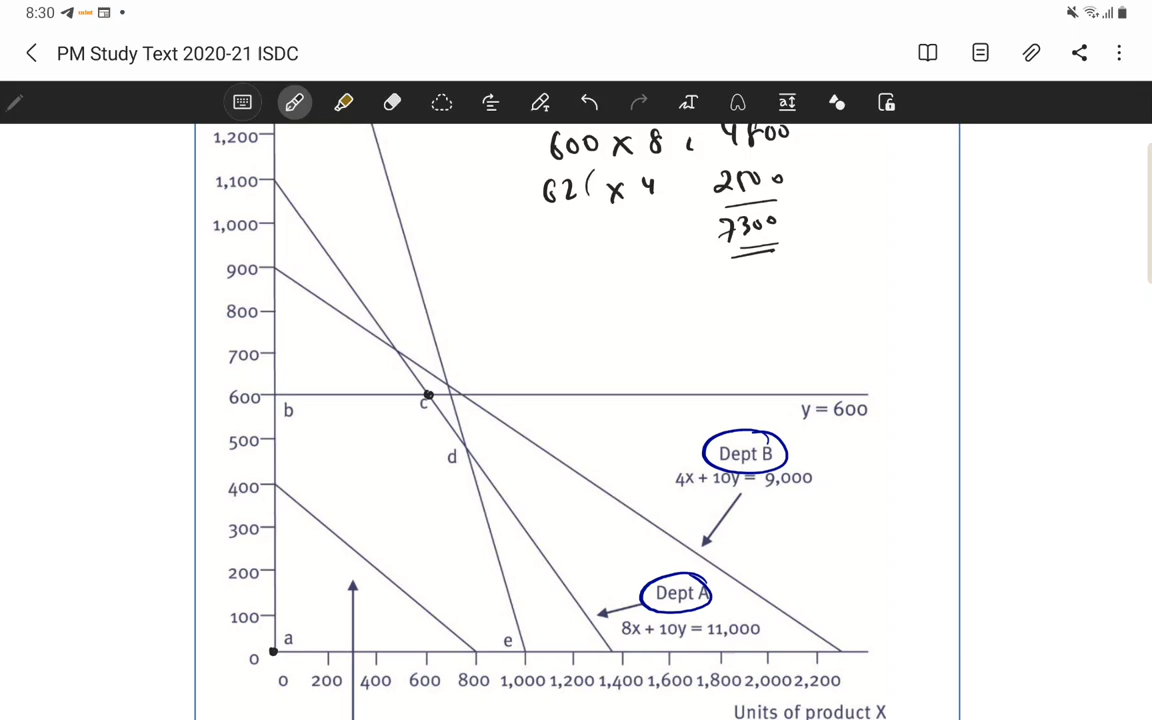 8:30
PM Study Text 2020-21 ISDC
1,200
600 x 8 , 4800
1,100
62( x 4 2500
7300
1,000
900
800
700
600
b
c
y = 600
500
d
Dept B
400
4x + 10y = 9,000
300
200
Dept A
100
a
e
8x + 10y = 11,000
0
0 200 400 600 800 1,000 1,200 1,400 1,600 1,800 2,000 2,200
Units of product X